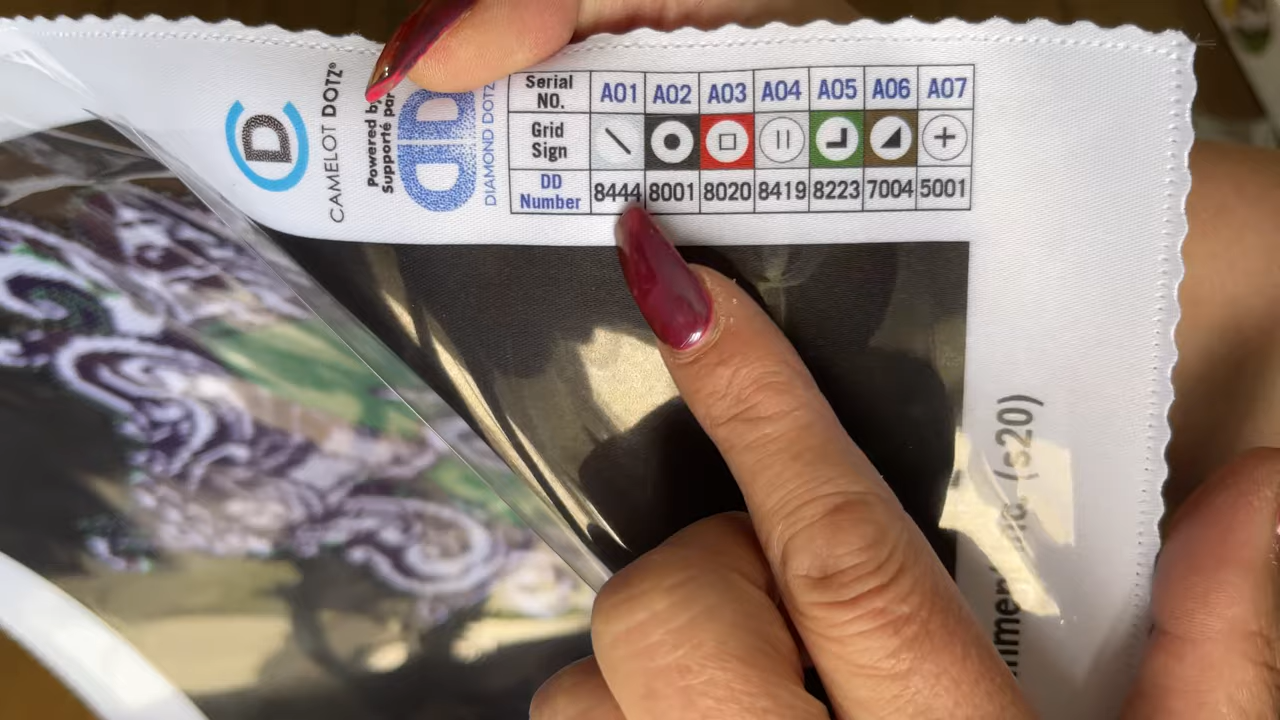 CAMELOT DOTZ®
Powered by
Supporté par
DIAMOND DOTZ
Serial NO. A01 A02 A03 A04 A05 A06 A07
Grid Sign
DD Number 8444 8001 8020 8419 8223 7004 5001
(s20)